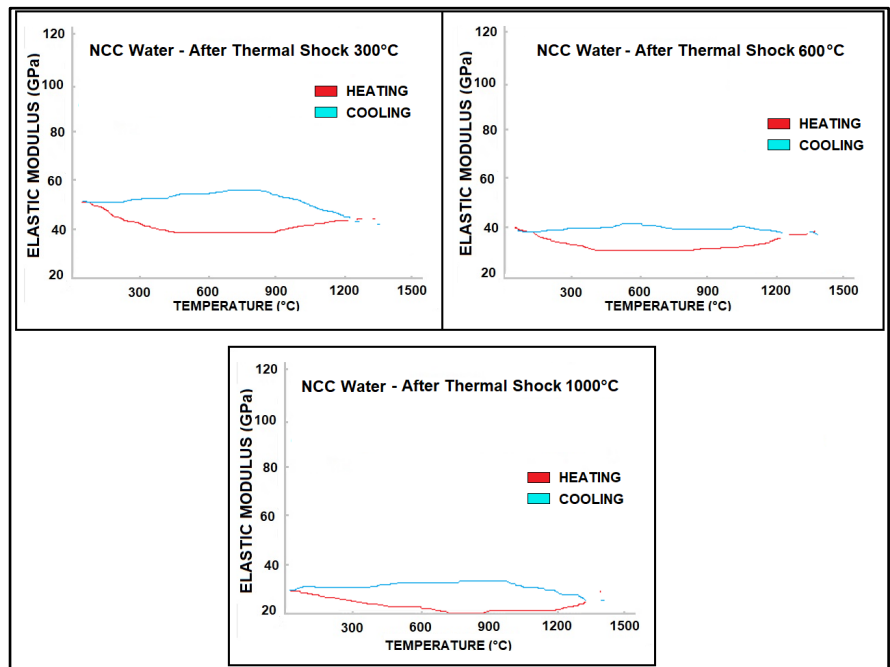 120
NCC Water - After Thermal Shock 300°C
100
HEATING
COOLING
80
60
40
20
ELASTIC MODULUS (GPa)
300 600 900 1200 1500
TEMPERATURE (°C)
120
NCC Water - After Thermal Shock 600°C
100
HEATING
COOLING
80
60
40
20
ELASTIC MODULUS (GPa)
300 600 900 1200 1500
TEMPERATURE (°C)
120
NCC Water - After Thermal Shock 1000°C
100
80
HEATING
COOLING
60
40
20
ELASTIC MODULUS (GPa)
300 600 900 1200 1500
TEMPERATURE (°C)